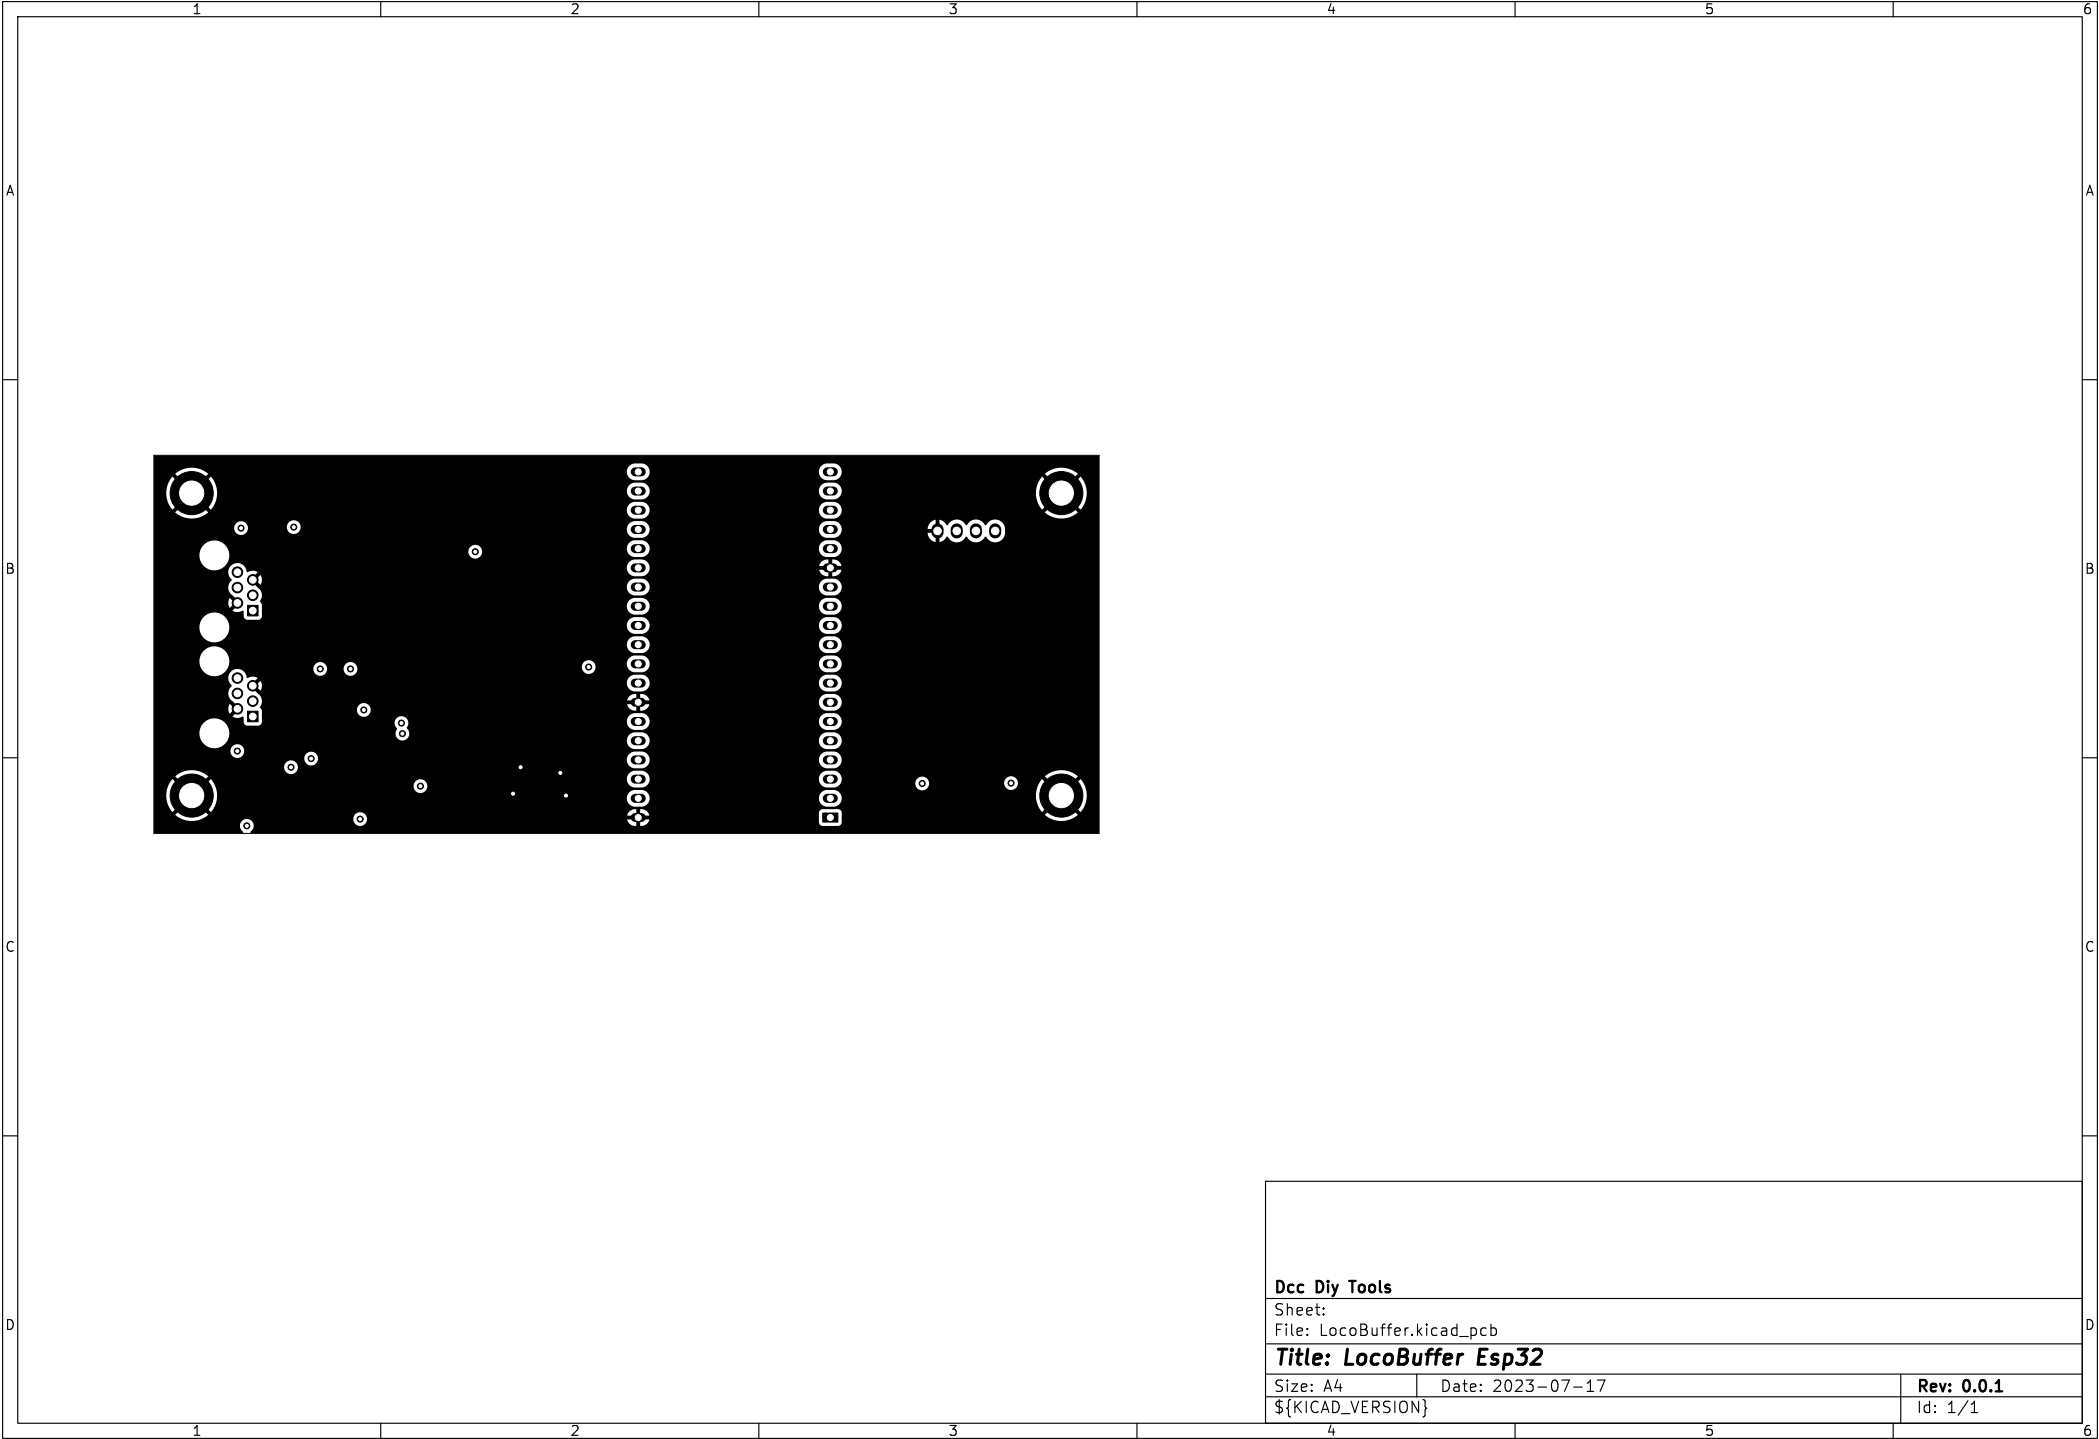 1 2 3 4 5 6
A A
B B
C C
D D
Dcc Diy Tools
Sheet:
File: LocoBuffer.kicad_pcb
Title: LocoBuffer Esp32
Size: A4 Date: 2023-07-17 Rev: 0.0.1
${KICAD_VERSION} Id: 1/1
1 2 3 4 5 6